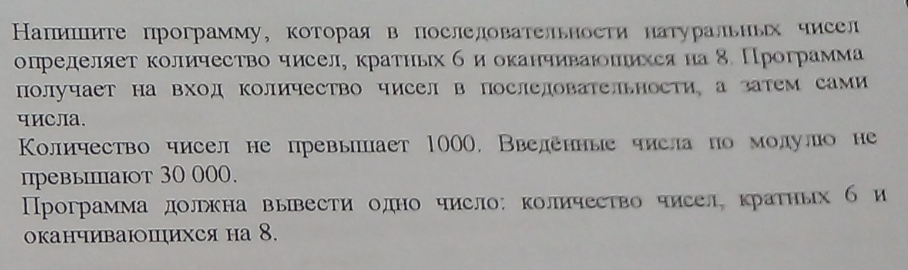 Напишите программу, которая в последовательности натуральных чисел
определяет количество чисел, кратных 6 и оканчивающихся на 8. Программа
получает на вход количество чисел в последовательности, а затем сами
числа.
Количество чисел не превышает 1000. Введённые числа по модулю не
превышают 30 000.
Программа должна вывести одно число: количество чисел, кратных 6 и
оканчивающихся на 8.